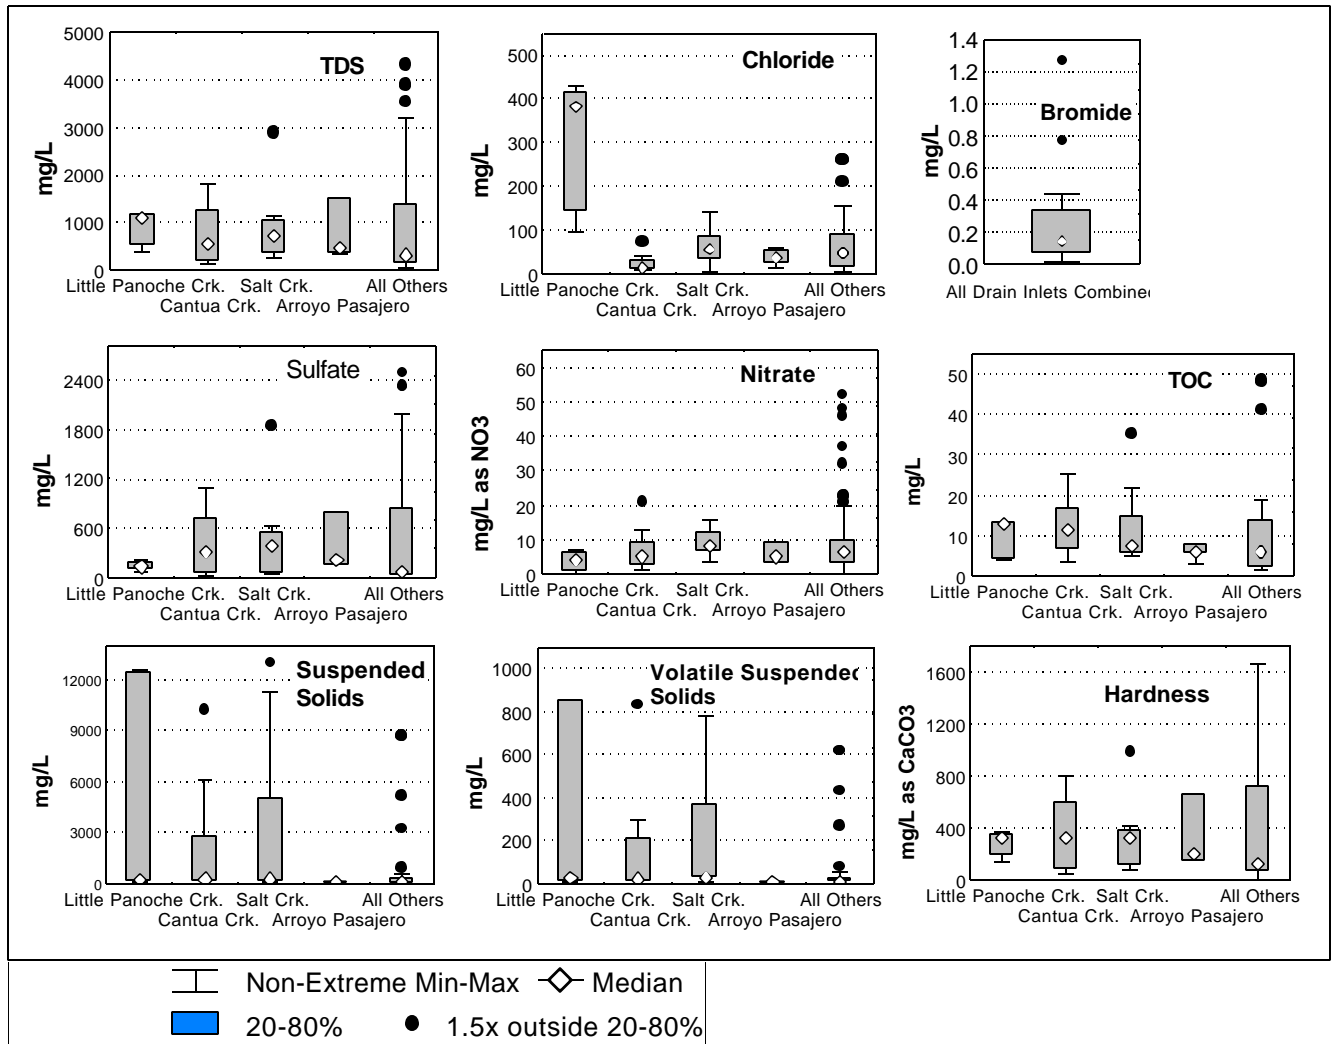 TDS
mg/L
5000
4000
3000
2000
1000
0
Little Panoche Crk. Salt Crk. All Others
Cantua Crk. Arroyo Pasajero
Chloride
mg/L
500
400
300
200
100
0
Little Panoche Crk. Salt Crk. All Others
Cantua Crk. Arroyo Pasajero
Bromide
mg/L
1.4
1.2
1.0
0.8
0.6
0.4
0.2
0.0
All Drain Inlets Combined
Sulfate
mg/L
2400
1800
1200
600
0
Little Panoche Crk. Salt Crk. All Others
Cantua Crk. Arroyo Pasajero
Nitrate
mg/L as NO3
60
50
40
30
20
10
0
Little Panoche Crk. Salt Crk. All Others
Cantua Crk. Arroyo Pasajero
TOC
mg/L
50
40
30
20
10
0
Little Panoche Crk. Salt Crk. All Others
Cantua Crk. Arroyo Pasajero
Suspended
Solids
mg/L
12000
9000
6000
3000
0
Little Panoche Crk. Salt Crk. All Others
Cantua Crk. Arroyo Pasajero
Volatile Suspended
Solids
mg/L
1000
800
600
400
200
0
Little Panoche Crk. Salt Crk. All Others
Cantua Crk. Arroyo Pasajero
Hardness
mg/L as CaCO3
1600
1200
800
400
0
Little Panoche Crk. Salt Crk. All Others
Cantua Crk. Arroyo Pasajero
Non-Extreme Min-Max Median
20-80% 1.5x outside 20-80%